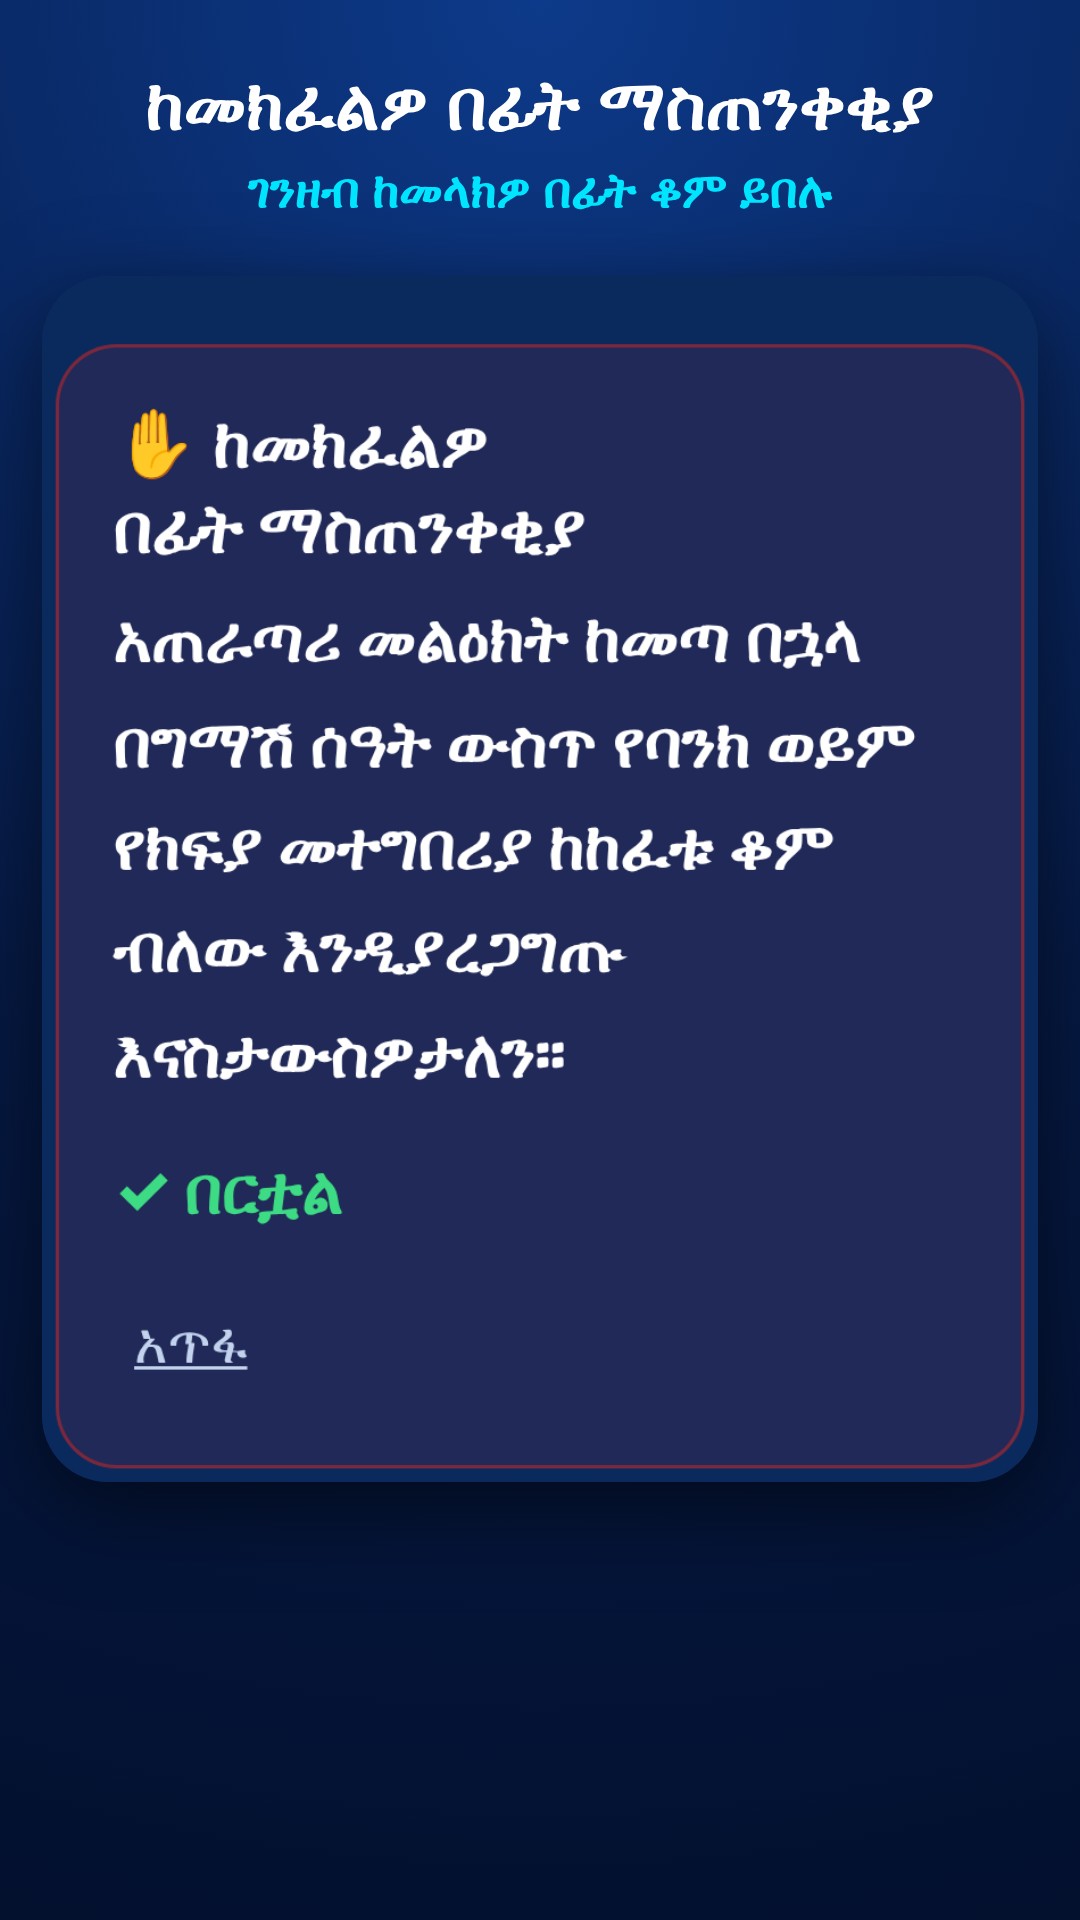 ከመክፈልዎ በፊት ማስጠንቀቂያ
ገንዘብ ከመላክዎ በፊት ቆም ይበሉ
✋ ከመክፈልዎ
በፊት ማስጠንቀቂያ
አጠራጣሪ መልዕክት ከመጣ በኋላ
በግማሽ ሰዓት ውስጥ የባንክ ወይም
የክፍያ መተግበሪያ ከከፈቱ ቆም
ብለው እንዲያረጋግጡ
እናስታውስዎታለን።
✔ በርቷል
አጥፋ